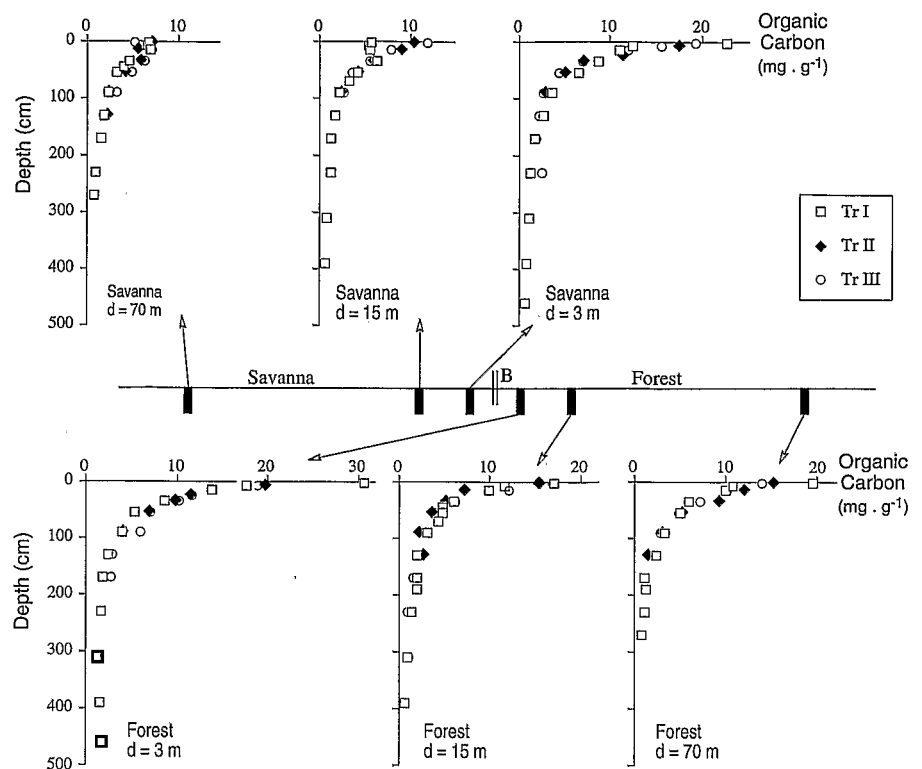 0 10
0 10
0 10 20
Organic
Carbon
(mg . g-1)
0
100
200
300
400
500
Depth (cm)
Savanna
d = 70 m
Savanna
d = 15 m
Savanna
d = 3 m
Tr I
Tr II
Tr III
Savanna
B
Forest
0 10 20 30
0 10 20
0 10 20
Organic
Carbon
(mg . g-1)
0
100
200
300
400
500
Depth (cm)
Forest
d = 3 m
Forest
d = 15 m
Forest
d = 70 m